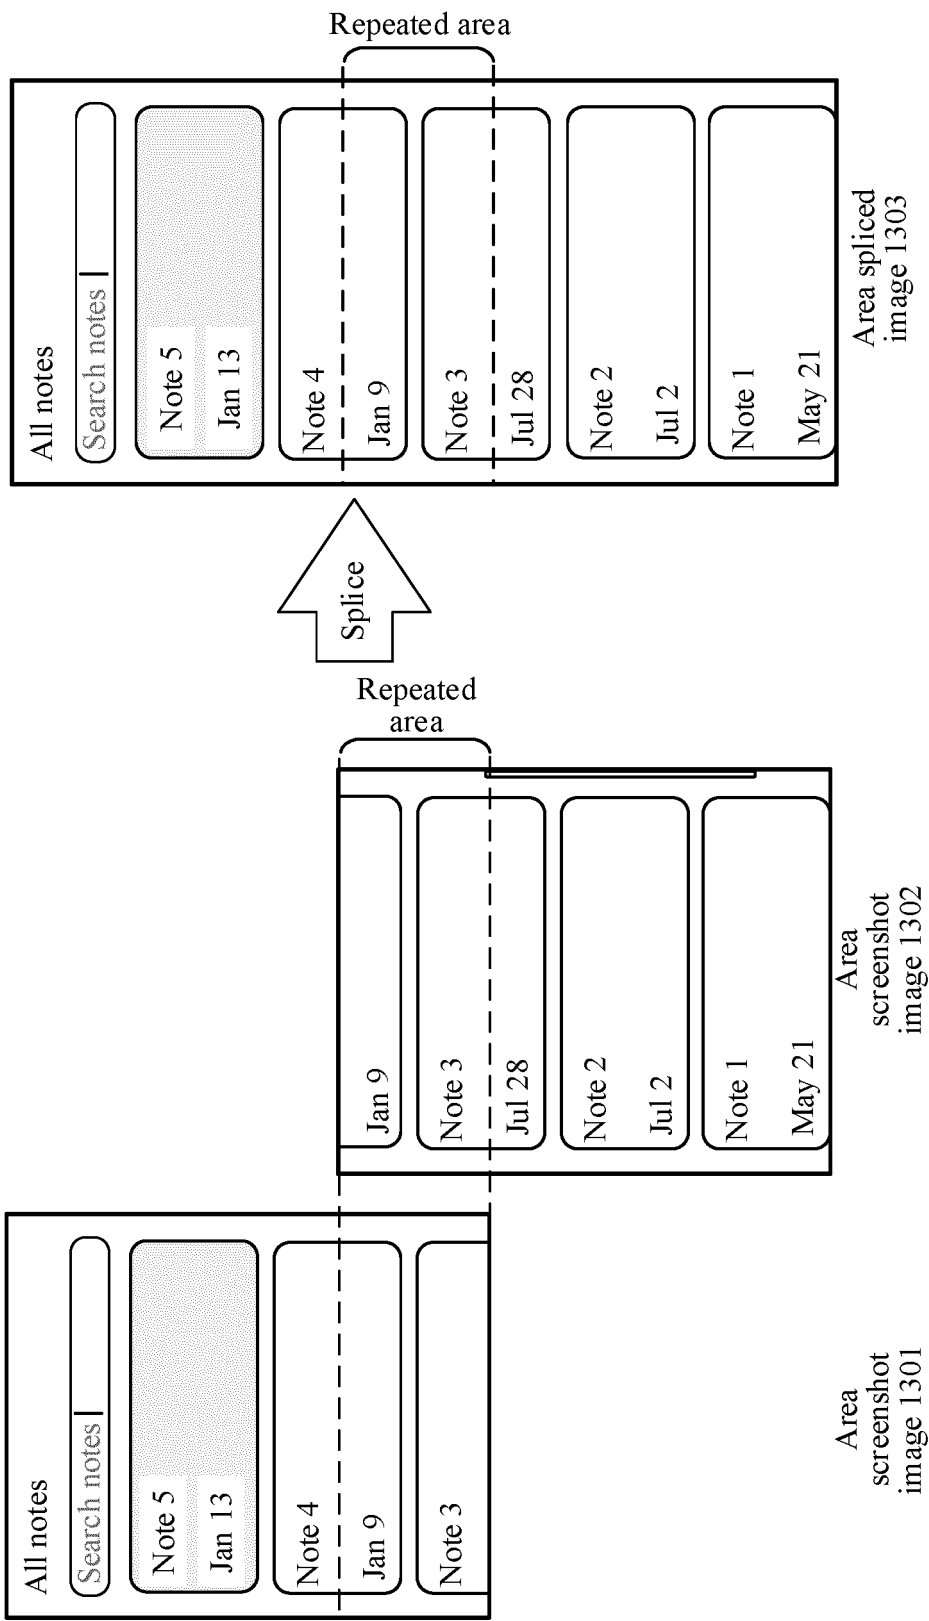 All notes
Search notes
Note 5
Jan 13
Note 4
Jan 9
Note 3
Area
screenshot
image 1301
Repeated
area
Jan 9
Note 3
Jul 28
Note 2
Jul 2
Note 1
May 21
Area
screenshot
image 1302
Splice
Repeated area
All notes
Search notes
Note 5
Jan 13
Note 4
Jan 9
Note 3
Jul 28
Note 2
Jul 2
Note 1
May 21
Area spliced
image 1303